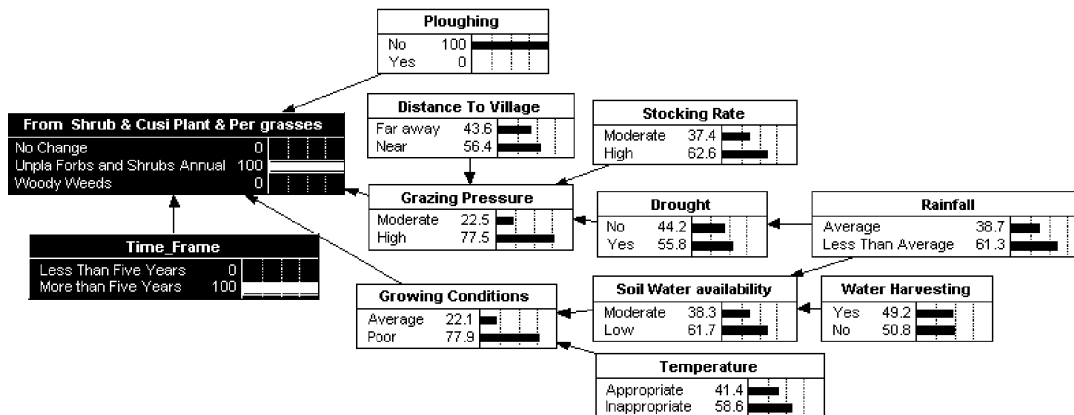 Ploughing
No 100
Yes 0
Distance To Village
Far away 43.6
Near 56.4
Stocking Rate
Moderate 37.4
High 62.6
From Shrub & Cusi Plant & Per grasses
No Change 0
Unpla Forbs and Shrubs Annual 100
Woody Weeds 0
Grazing Pressure
Moderate 22.5
High 77.5
Drought
No 44.2
Yes 55.8
Rainfall
Average 38.7
Less Than Average 61.3
Time_Frame
Less Than Five Years 0
More than Five Years 100
Growing Conditions
Average 22.1
Poor 77.9
Soil Water availability
Moderate 38.3
Low 61.7
Water Harvesting
Yes 49.2
No 50.8
Temperature
Appropriate 41.4
Inappropriate 58.6